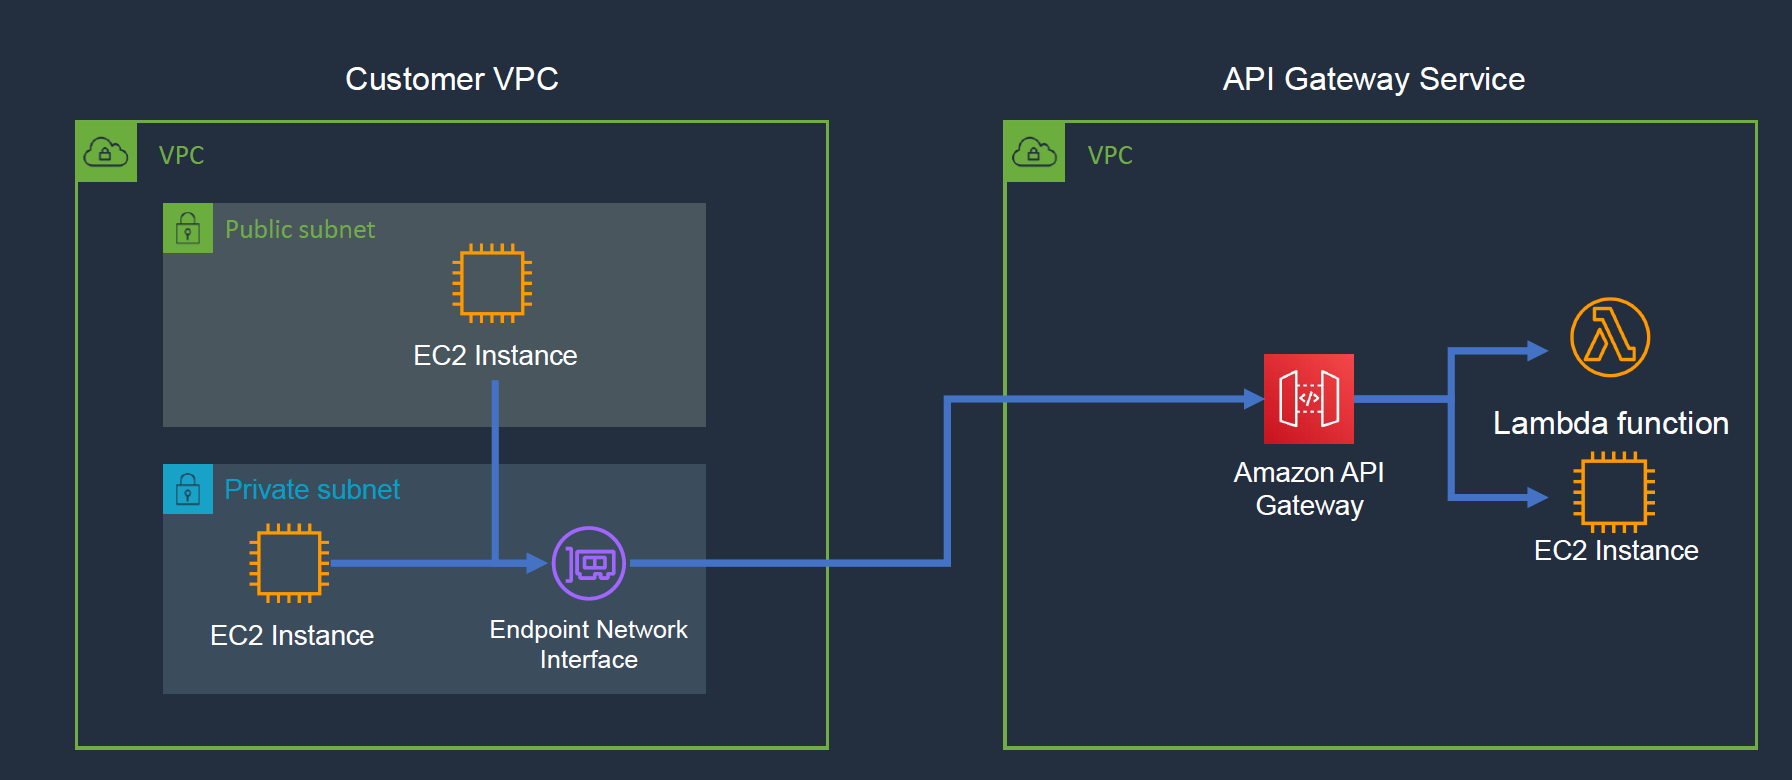 Customer VPC
VPC
Public subnet
EC2 Instance
Private subnet
EC2 Instance
Endpoint Network
Interface
API Gateway Service
VPC
</>
Amazon API
Gateway
Lambda function
EC2 Instance